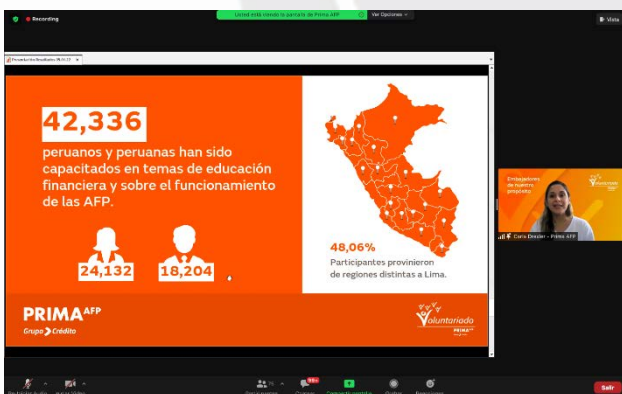 Recording
Usted está viendo la pantalla de Prima AFP
Ver Opciones
Vista
42,336
peruanos y peruanas han sido
capacitados en temas de educación
financiera y sobre el funcionamiento
de las AFP.
24,132
18,204
48,06%
Participantes provinieron
de regiones distintas a Lima.
PRIMA AFP
Grupo Crédito
Voluntariado
PRIMA AFP
Embajadores
de nuestro
propósito
Voluntariado
Salir